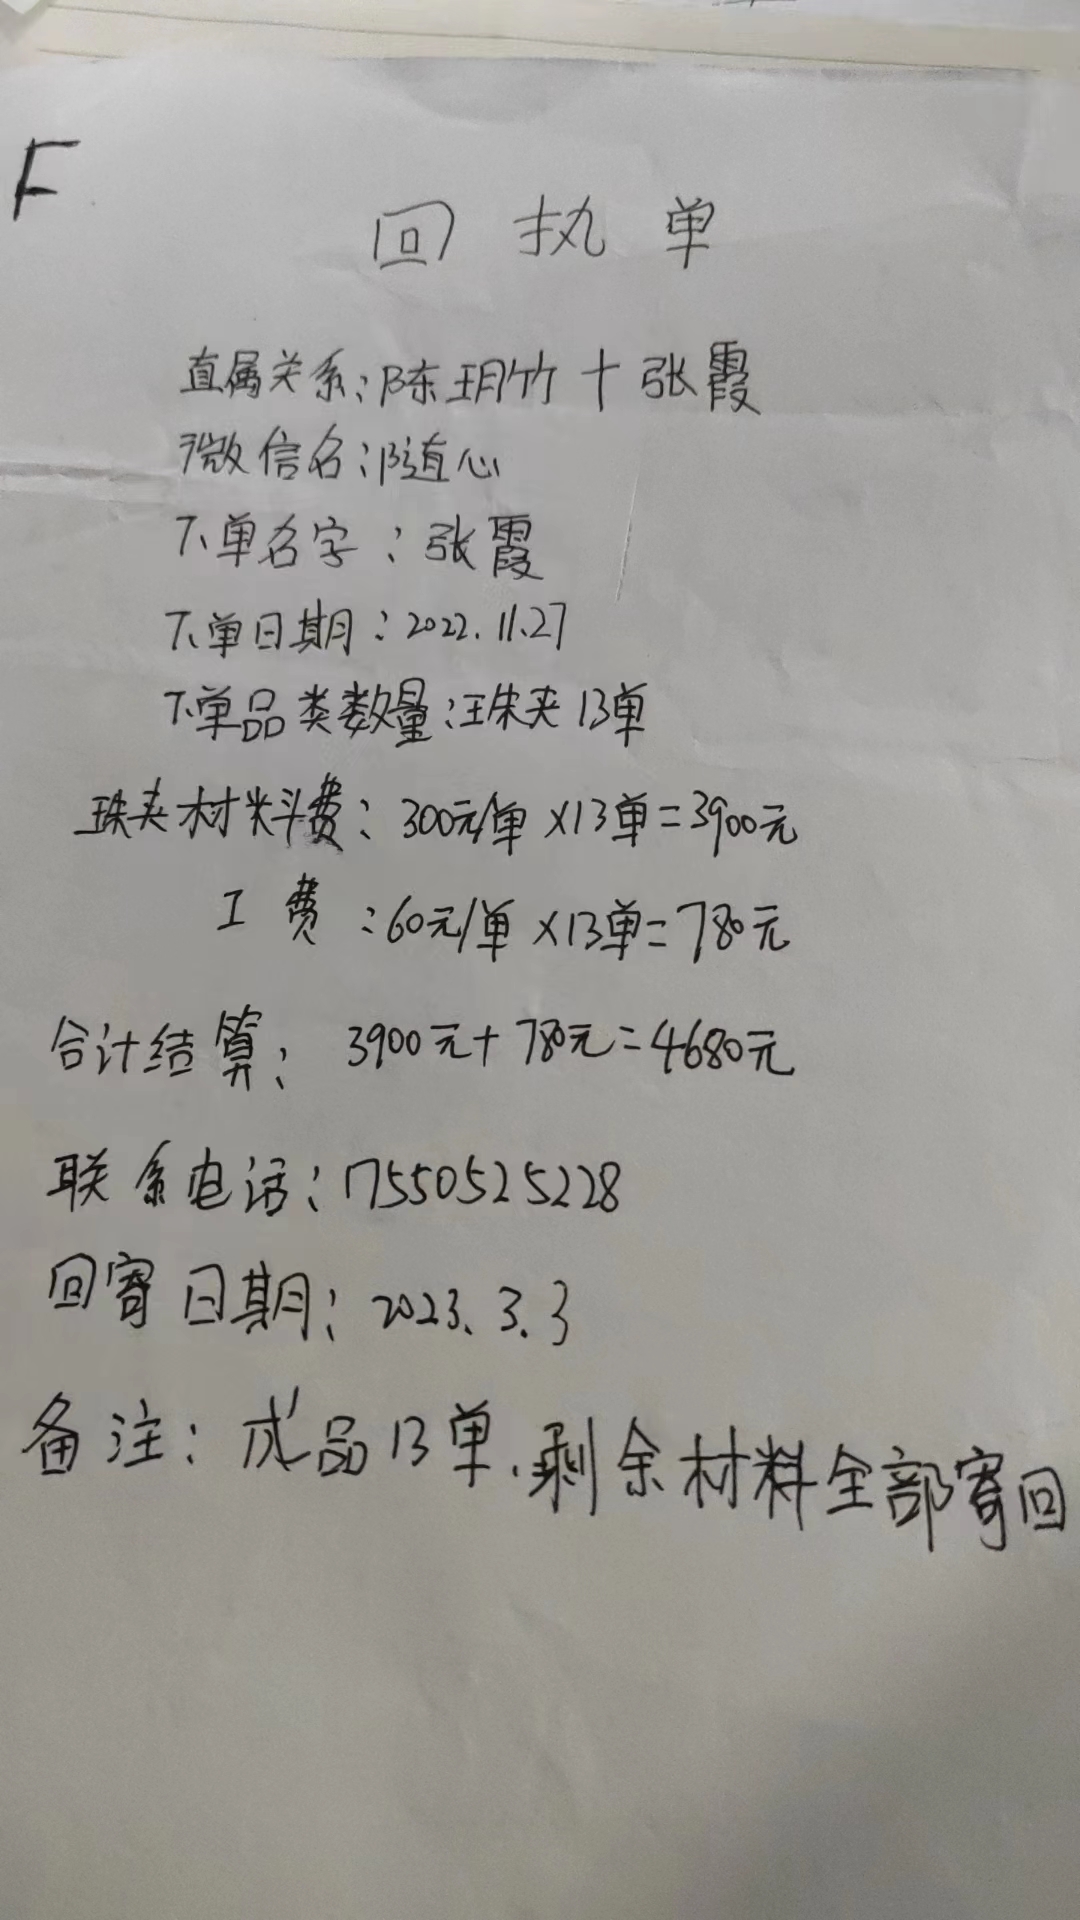 F
回执单
直属关系:陈玥竹+张霞
微信名:随心
下单名字:张霞
下单日期:2022.11.27
下单品类数量:珠夹13单
珠夹材料费:300元/单×13单=3900元
工费:60元/单×13单=780元
合计结算:3900元+780元=4680元
联系电话:17550525228
回寄日期:2023.3.3
备注:成品13单,剩余材料全部寄回